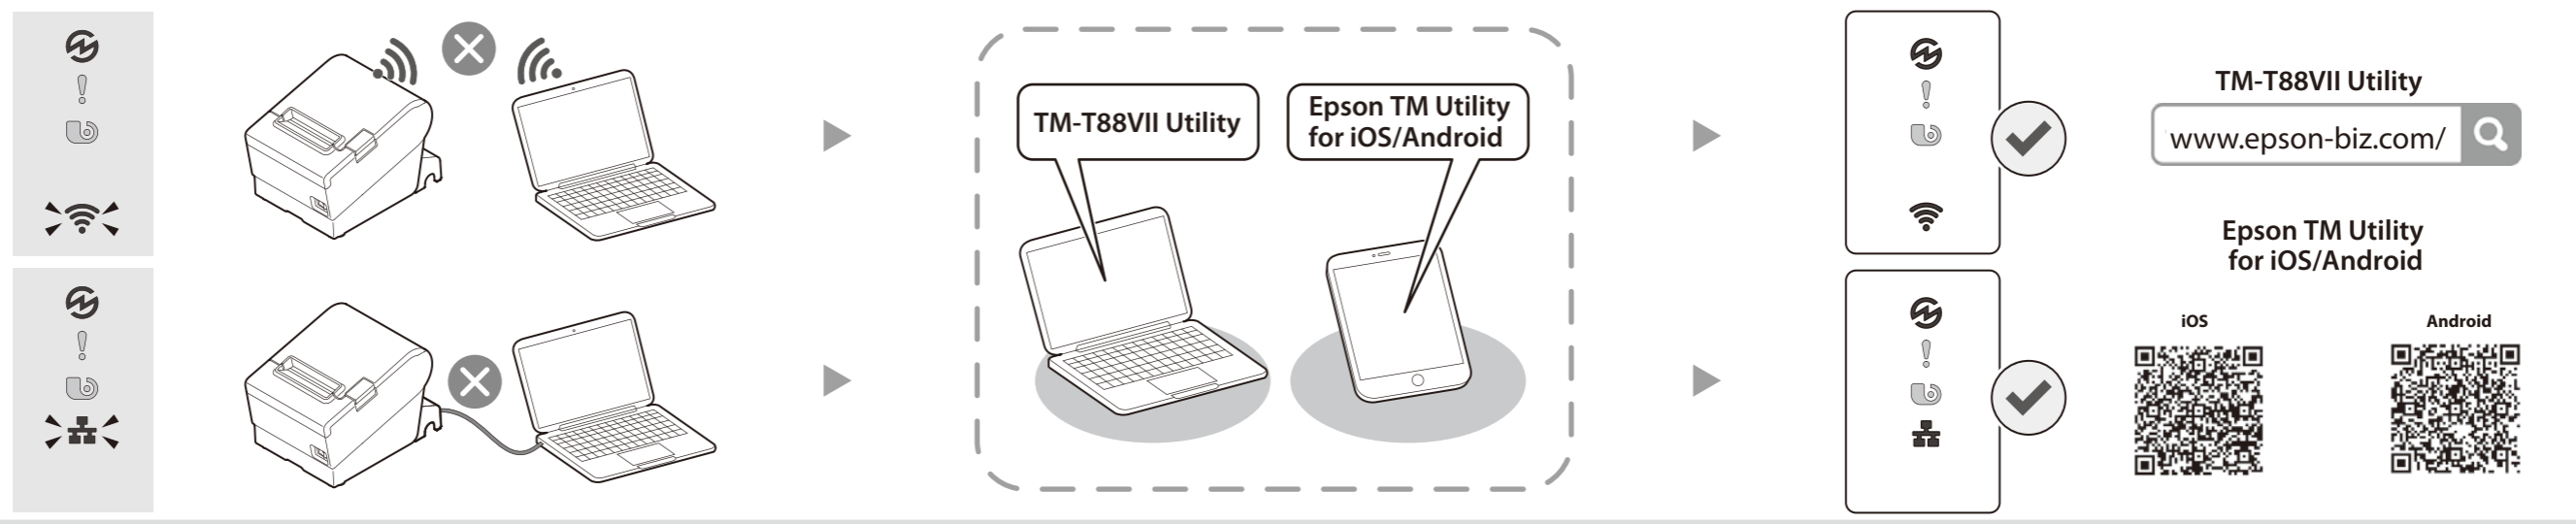 TM-T88VII Utility
Epson TM Utility
for iOS/Android
TM-T88VII Utility
www.epson-biz.com/
Epson TM Utility
for iOS/Android
iOS
Android